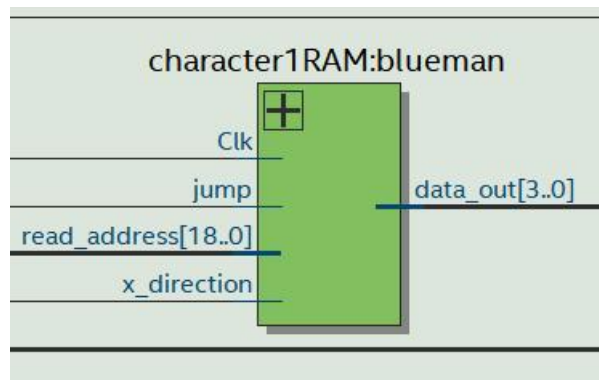 character1RAM:blueman
Clk
jump
data_out[3..0]
read_address[18..0]
x_direction